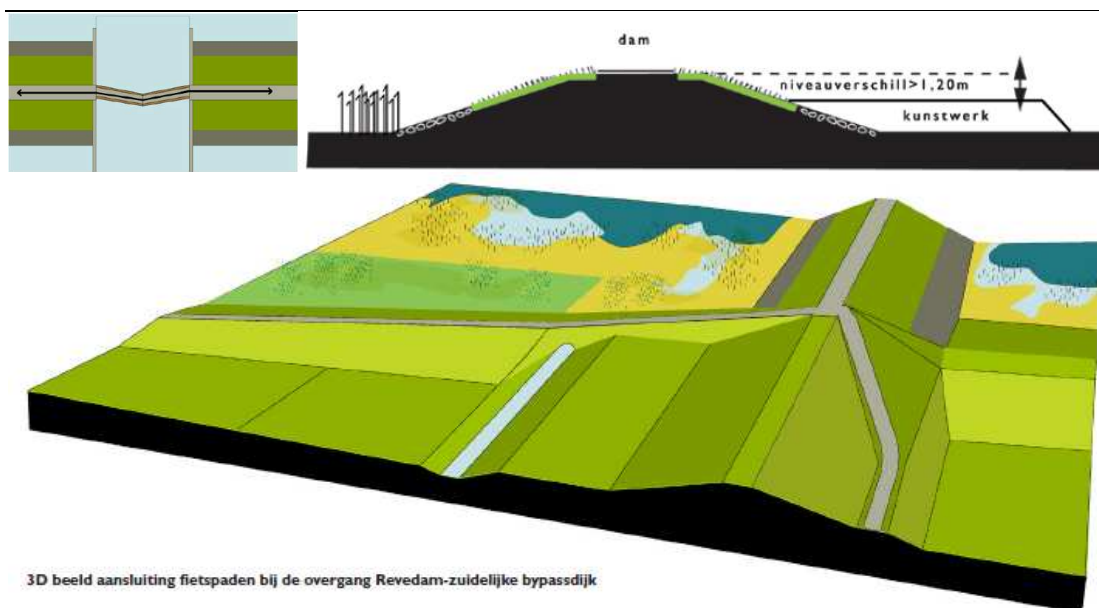 dam
niveauverschill>1,20m
kunstwerk
3D beeld aansluiting fietspaden bij de overgang Revedam-zuidelijke bypassdijk